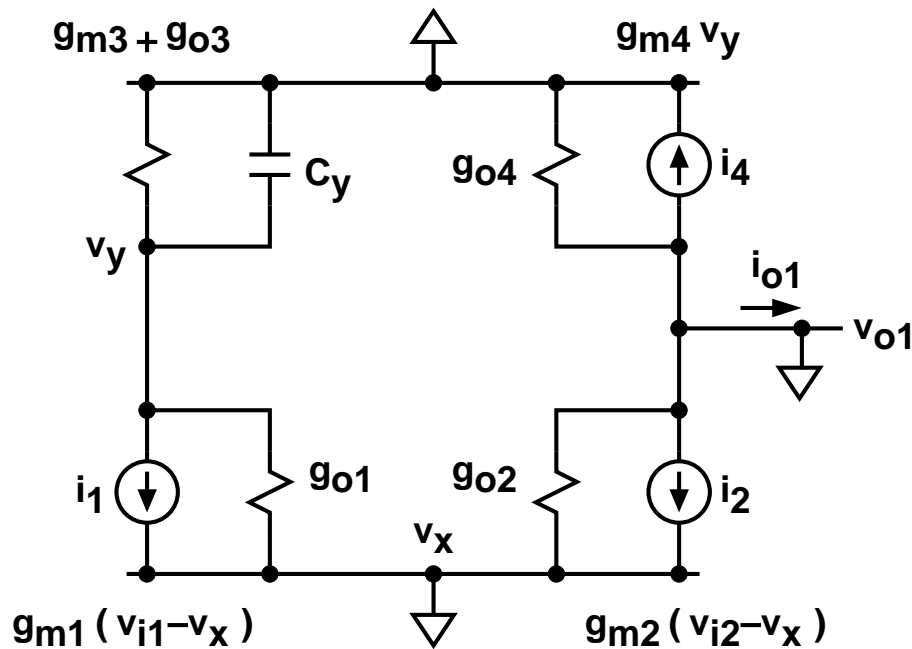 gm3 + go3
gm4 vy
Cy
go4
i4
vy
io1
vo1
i1
go1
go2
i2
vx
gm1 ( vi1−vx )
gm2 ( vi2−vx )